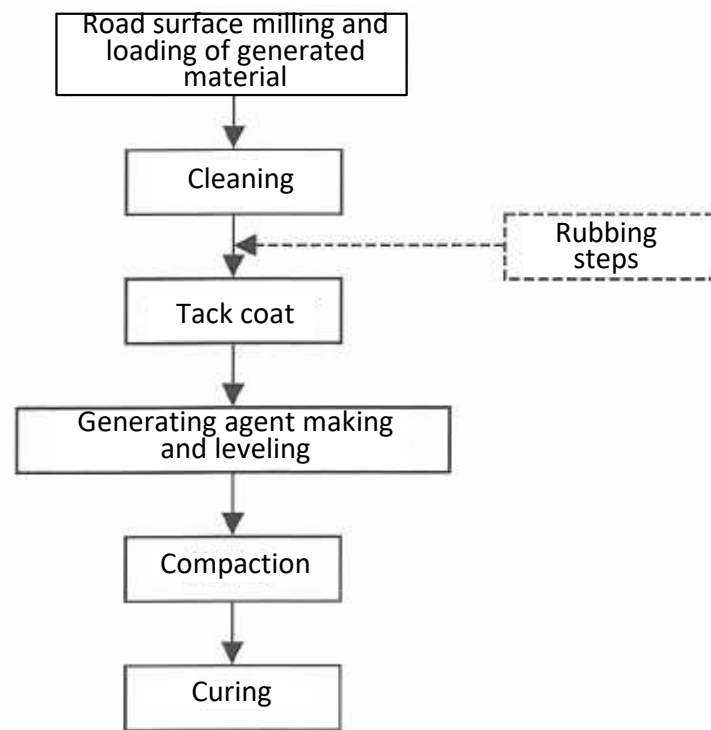 Road surface milling and
loading of generated
material
Cleaning
Rubbing
steps
Tack coat
Generating agent making
and leveling
Compaction
Curing